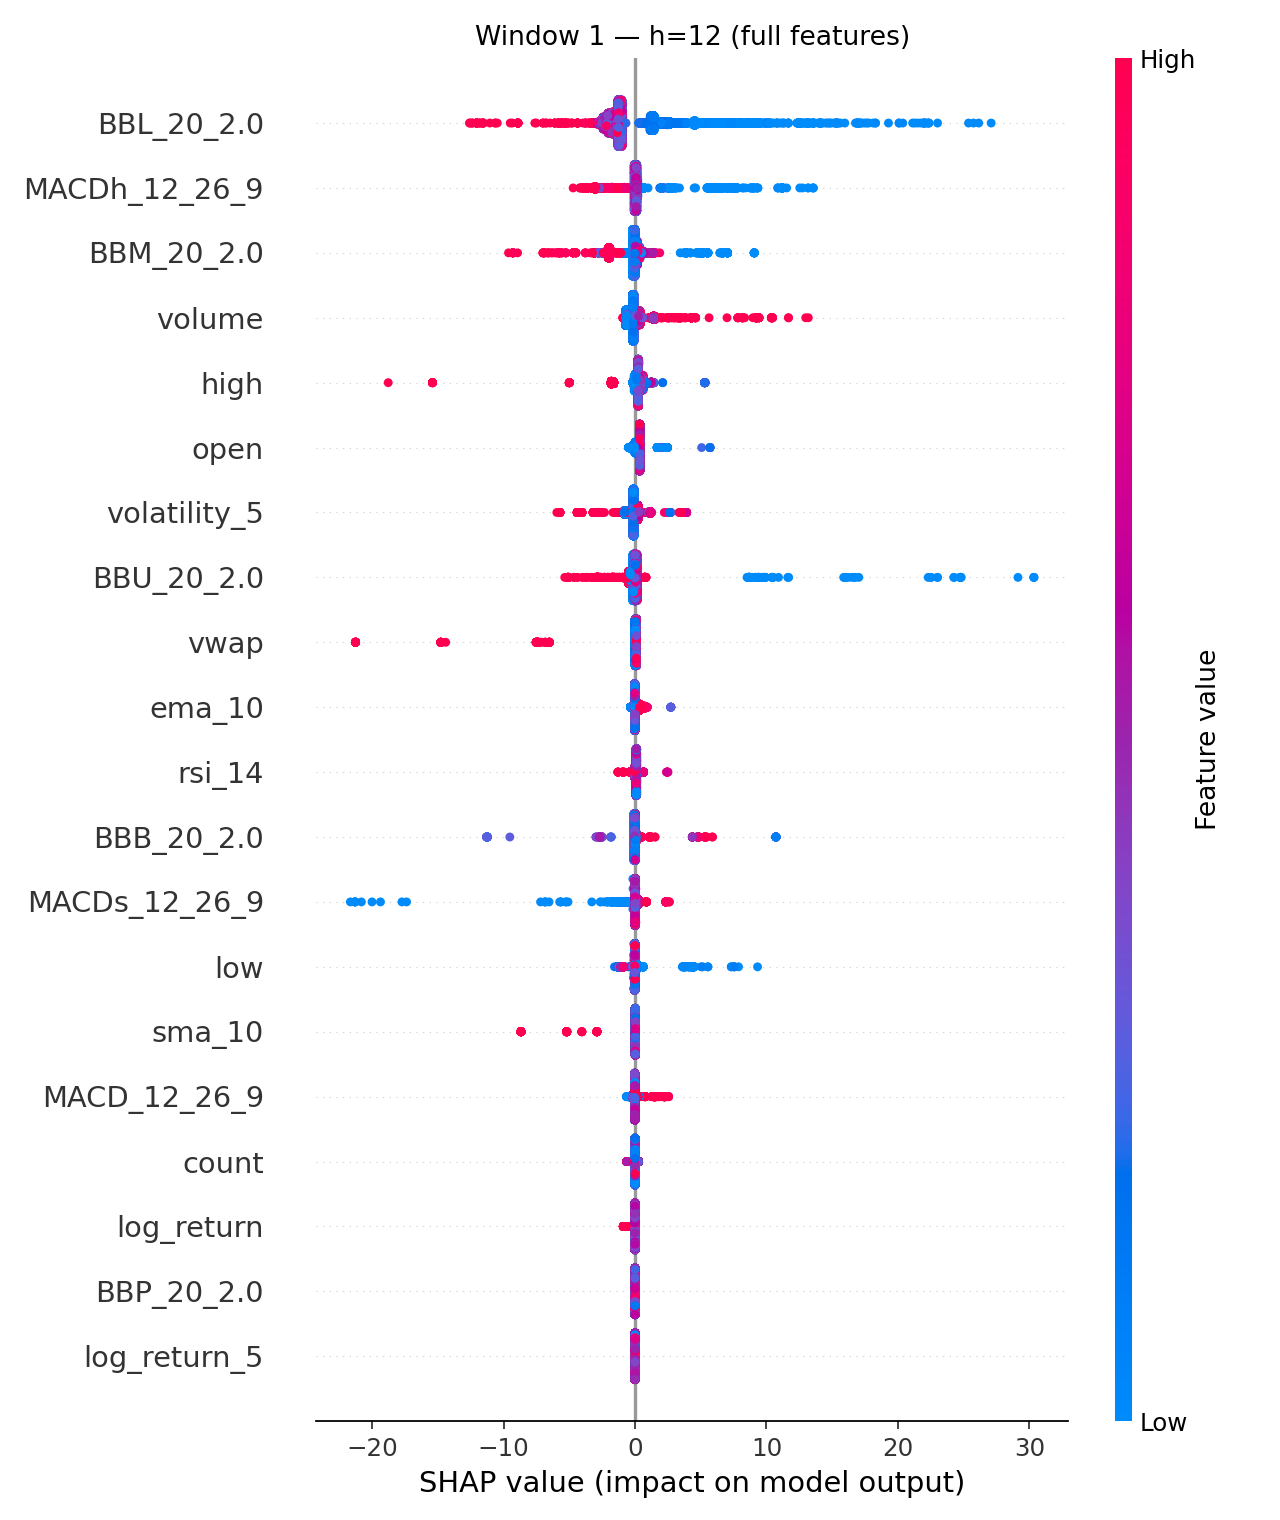 Window 1 — h=12 (full features)
High
BBL_20_2.0
MACDh_12_26_9
BBM_20_2.0
volume
high
open
volatility_5
BBU_20_2.0
vwap
ema_10
rsi_14
BBB_20_2.0
MACDs_12_26_9
low
sma_10
MACD_12_26_9
count
log_return
BBP_20_2.0
log_return_5
Feature value
Low
−20 −10 0 10 20 30
SHAP value (impact on model output)